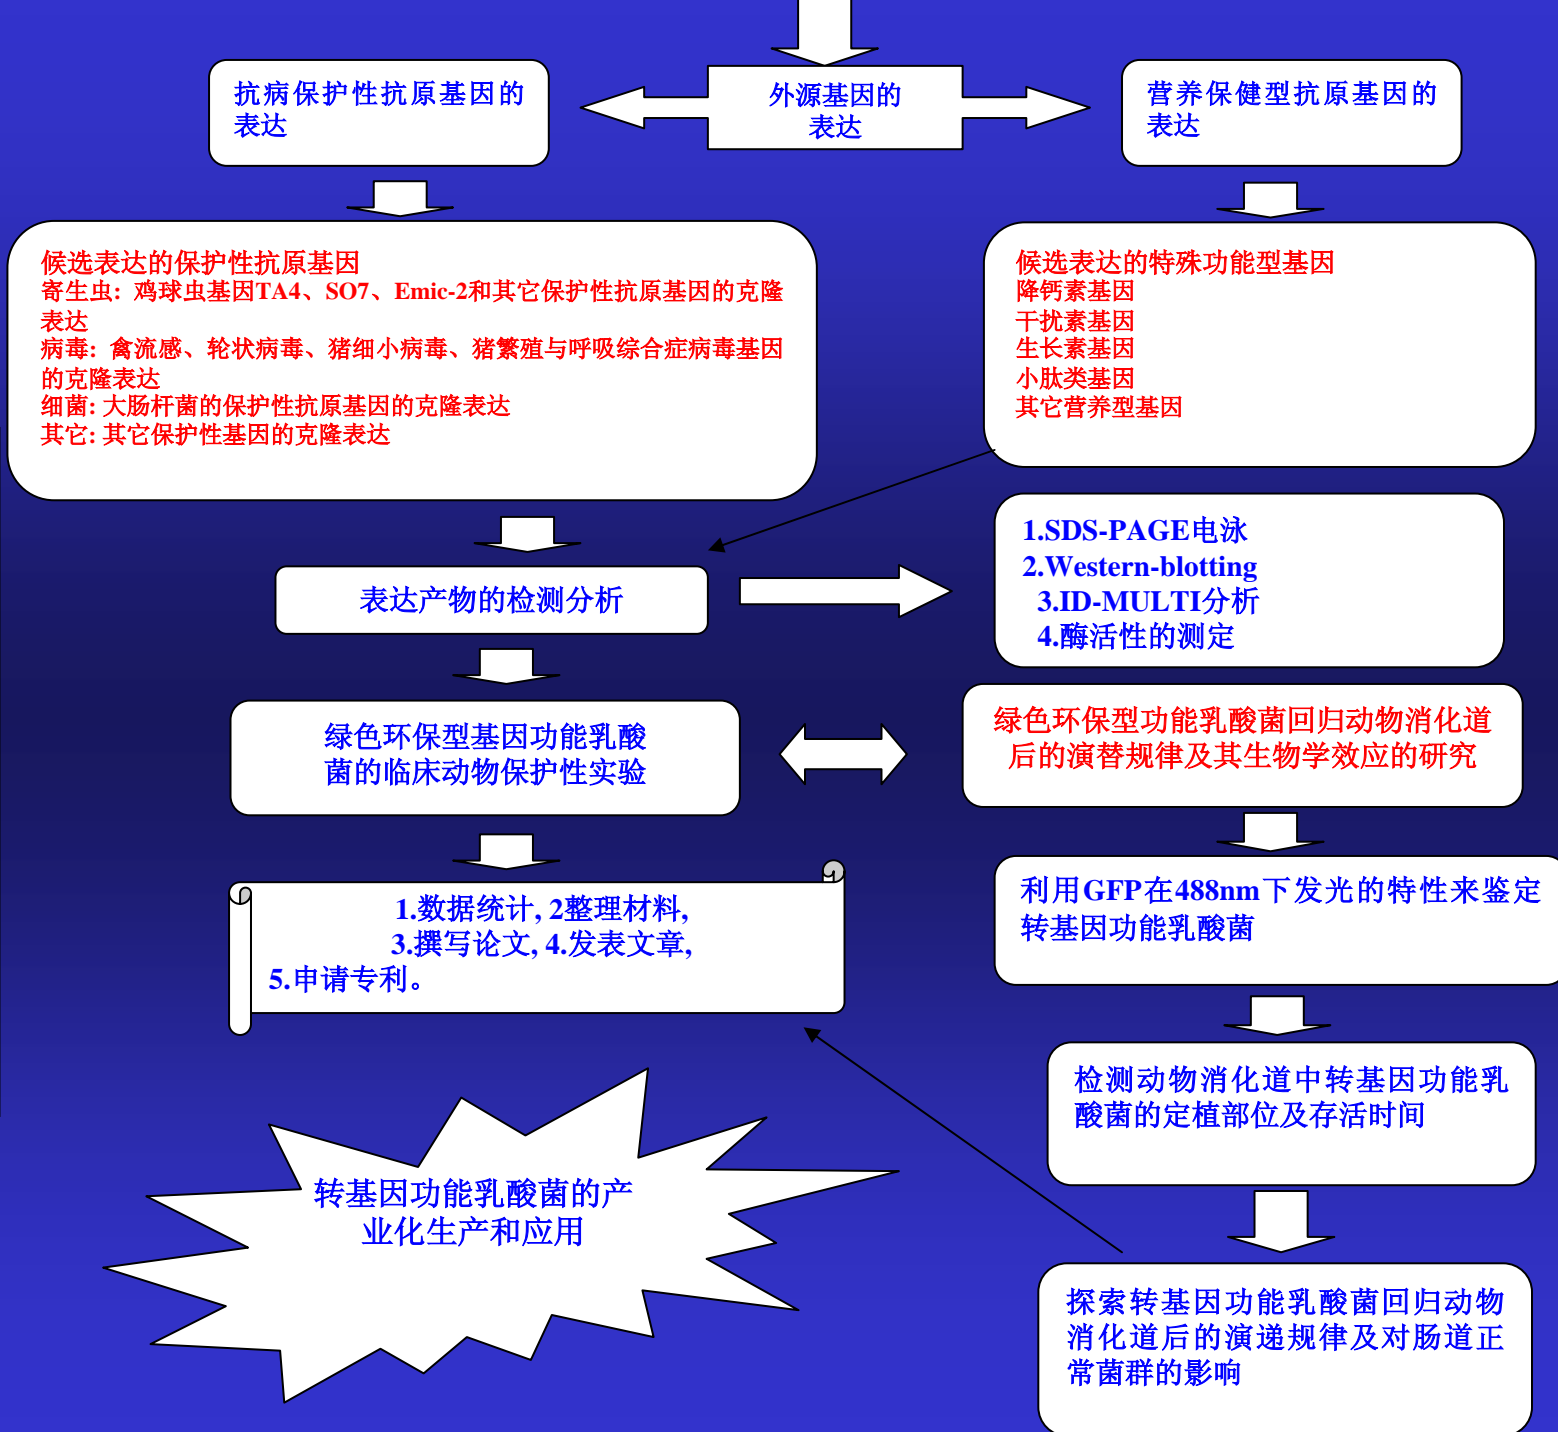 抗病保护性抗原基因的
表达
外源基因的
表达
营养保健型抗原基因的
表达
候选表达的保护性抗原基因
寄生虫: 鸡球虫基因TA4、SO7、Emic-2和其它保护性抗原基因的克隆
表达
病毒: 禽流感、轮状病毒、猪细小病毒、猪繁殖与呼吸综合症病毒基因
的克隆表达
细菌: 大肠杆菌的保护性抗原基因的克隆表达
其它: 其它保护性基因的克隆表达
候选表达的特殊功能型基因
降钙素基因
干扰素基因
生长素基因
小肽类基因
其它营养型基因
表达产物的检测分析
1.SDS-PAGE电泳
2.Western-blotting
3.ID-MULTI分析
4.酶活性的测定
绿色环保型基因功能乳酸
菌的临床动物保护性实验
绿色环保型功能乳酸菌回归动物消化道
后的演替规律及其生物学效应的研究
1.数据统计, 2整理材料,
3.撰写论文, 4.发表文章,
5.申请专利。
利用GFP在488nm下发光的特性来鉴定
转基因功能乳酸菌
检测动物消化道中转基因功能乳
酸菌的定植部位及存活时间
转基因功能乳酸菌的产
业化生产和应用
探索转基因功能乳酸菌回归动物
消化道后的演递规律及对肠道正
常菌群的影响